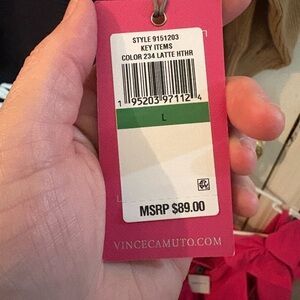 STYLE 9151203
KEY ITEMS
COLOR 234 LATTE HTHR
1 95203 97112 4
L
MSRP $89.00
VINCECAMUTO.COM